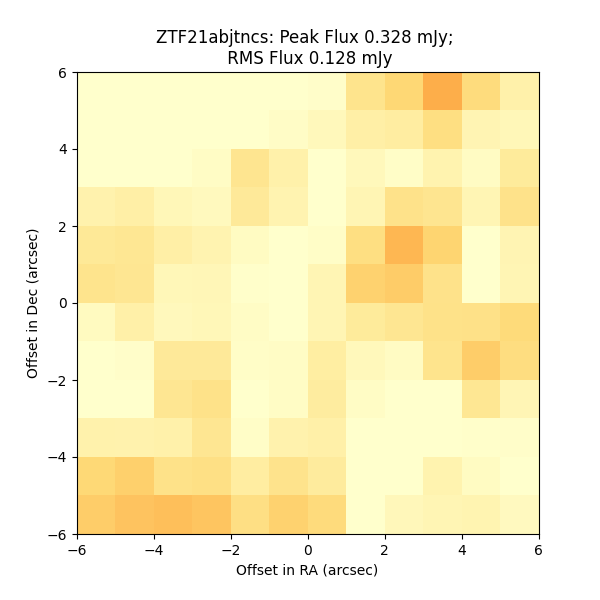 ZTF21abjtncs: Peak Flux 0.328 mJy;
RMS Flux 0.128 mJy
6
4
2
0
−2
−4
−6
Offset in Dec (arcsec)
−6 −4 −2 0 2 4 6
Offset in RA (arcsec)